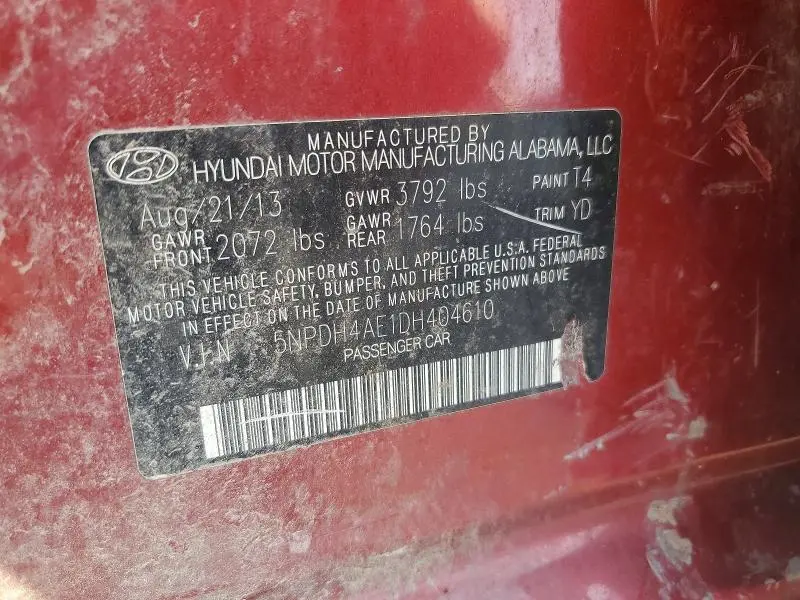 MANUFACTURED BY
HYUNDAI MOTOR MANUFACTURING ALABAMA, LLC
Aug/21/13 GVWR 3792 lbs PAINT T4
GAWR FRONT 2072 lbs GAWR REAR 1764 lbs TRIM YD
THIS VEHICLE CONFORMS TO ALL APPLICABLE U.S.A. FEDERAL
MOTOR VEHICLE SAFETY, BUMPER, AND THEFT PREVENTION STANDARDS
IN EFFECT ON THE DATE OF MANUFACTURE SHOWN ABOVE
V.I.N 5NPDH4AE1DH404610
PASSENGER CAR